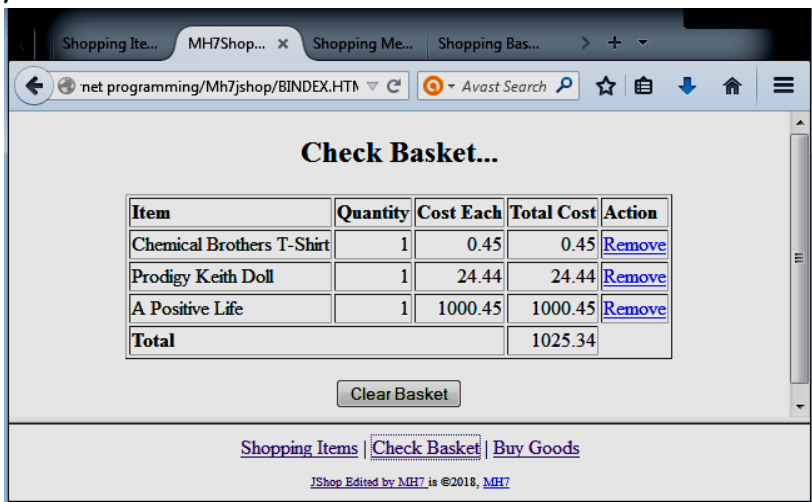 Shopping Ite...
MH7Shop... ×
Shopping Me...
Shopping Bas...
net programming/Mh7jshop/BINDEX.HTM
Avast Search
Check Basket...
Item Quantity Cost Each Total Cost Action
Chemical Brothers T-Shirt 1 0.45 0.45 Remove
Prodigy Keith Doll 1 24.44 24.44 Remove
A Positive Life 1 1000.45 1000.45 Remove
Total 1025.34
Clear Basket
Shopping Items | Check Basket | Buy Goods
JShop Edited by MH7 is ©2018, MH7